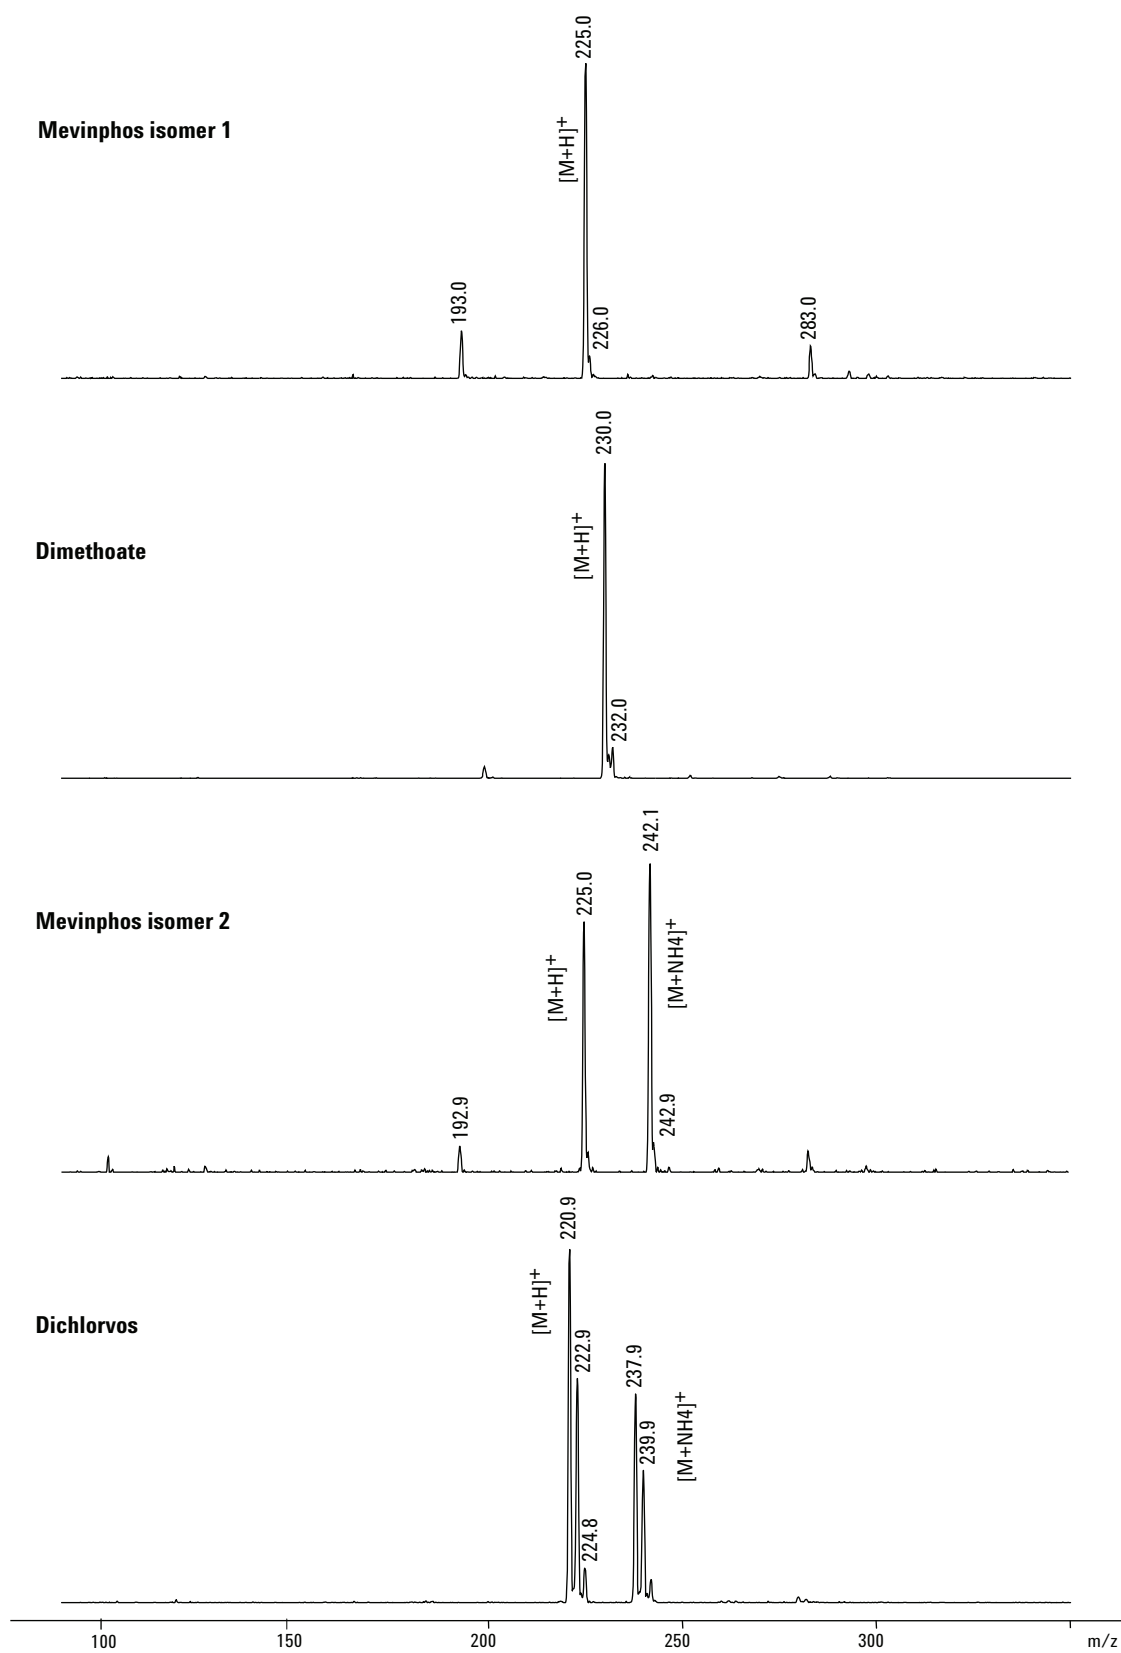 225.0
Mevinphos isomer 1
[M+H]+
193.0
226.0
283.0
230.0
[M+H]+
Dimethoate
232.0
242.1
225.0
Mevinphos isomer 2
[M+H]+
[M+NH4]+
192.9
242.9
220.9
[M+H]+
Dichlorvos
222.9
237.9
239.9
[M+NH4]+
224.8
100 150 200 250 300 m/z